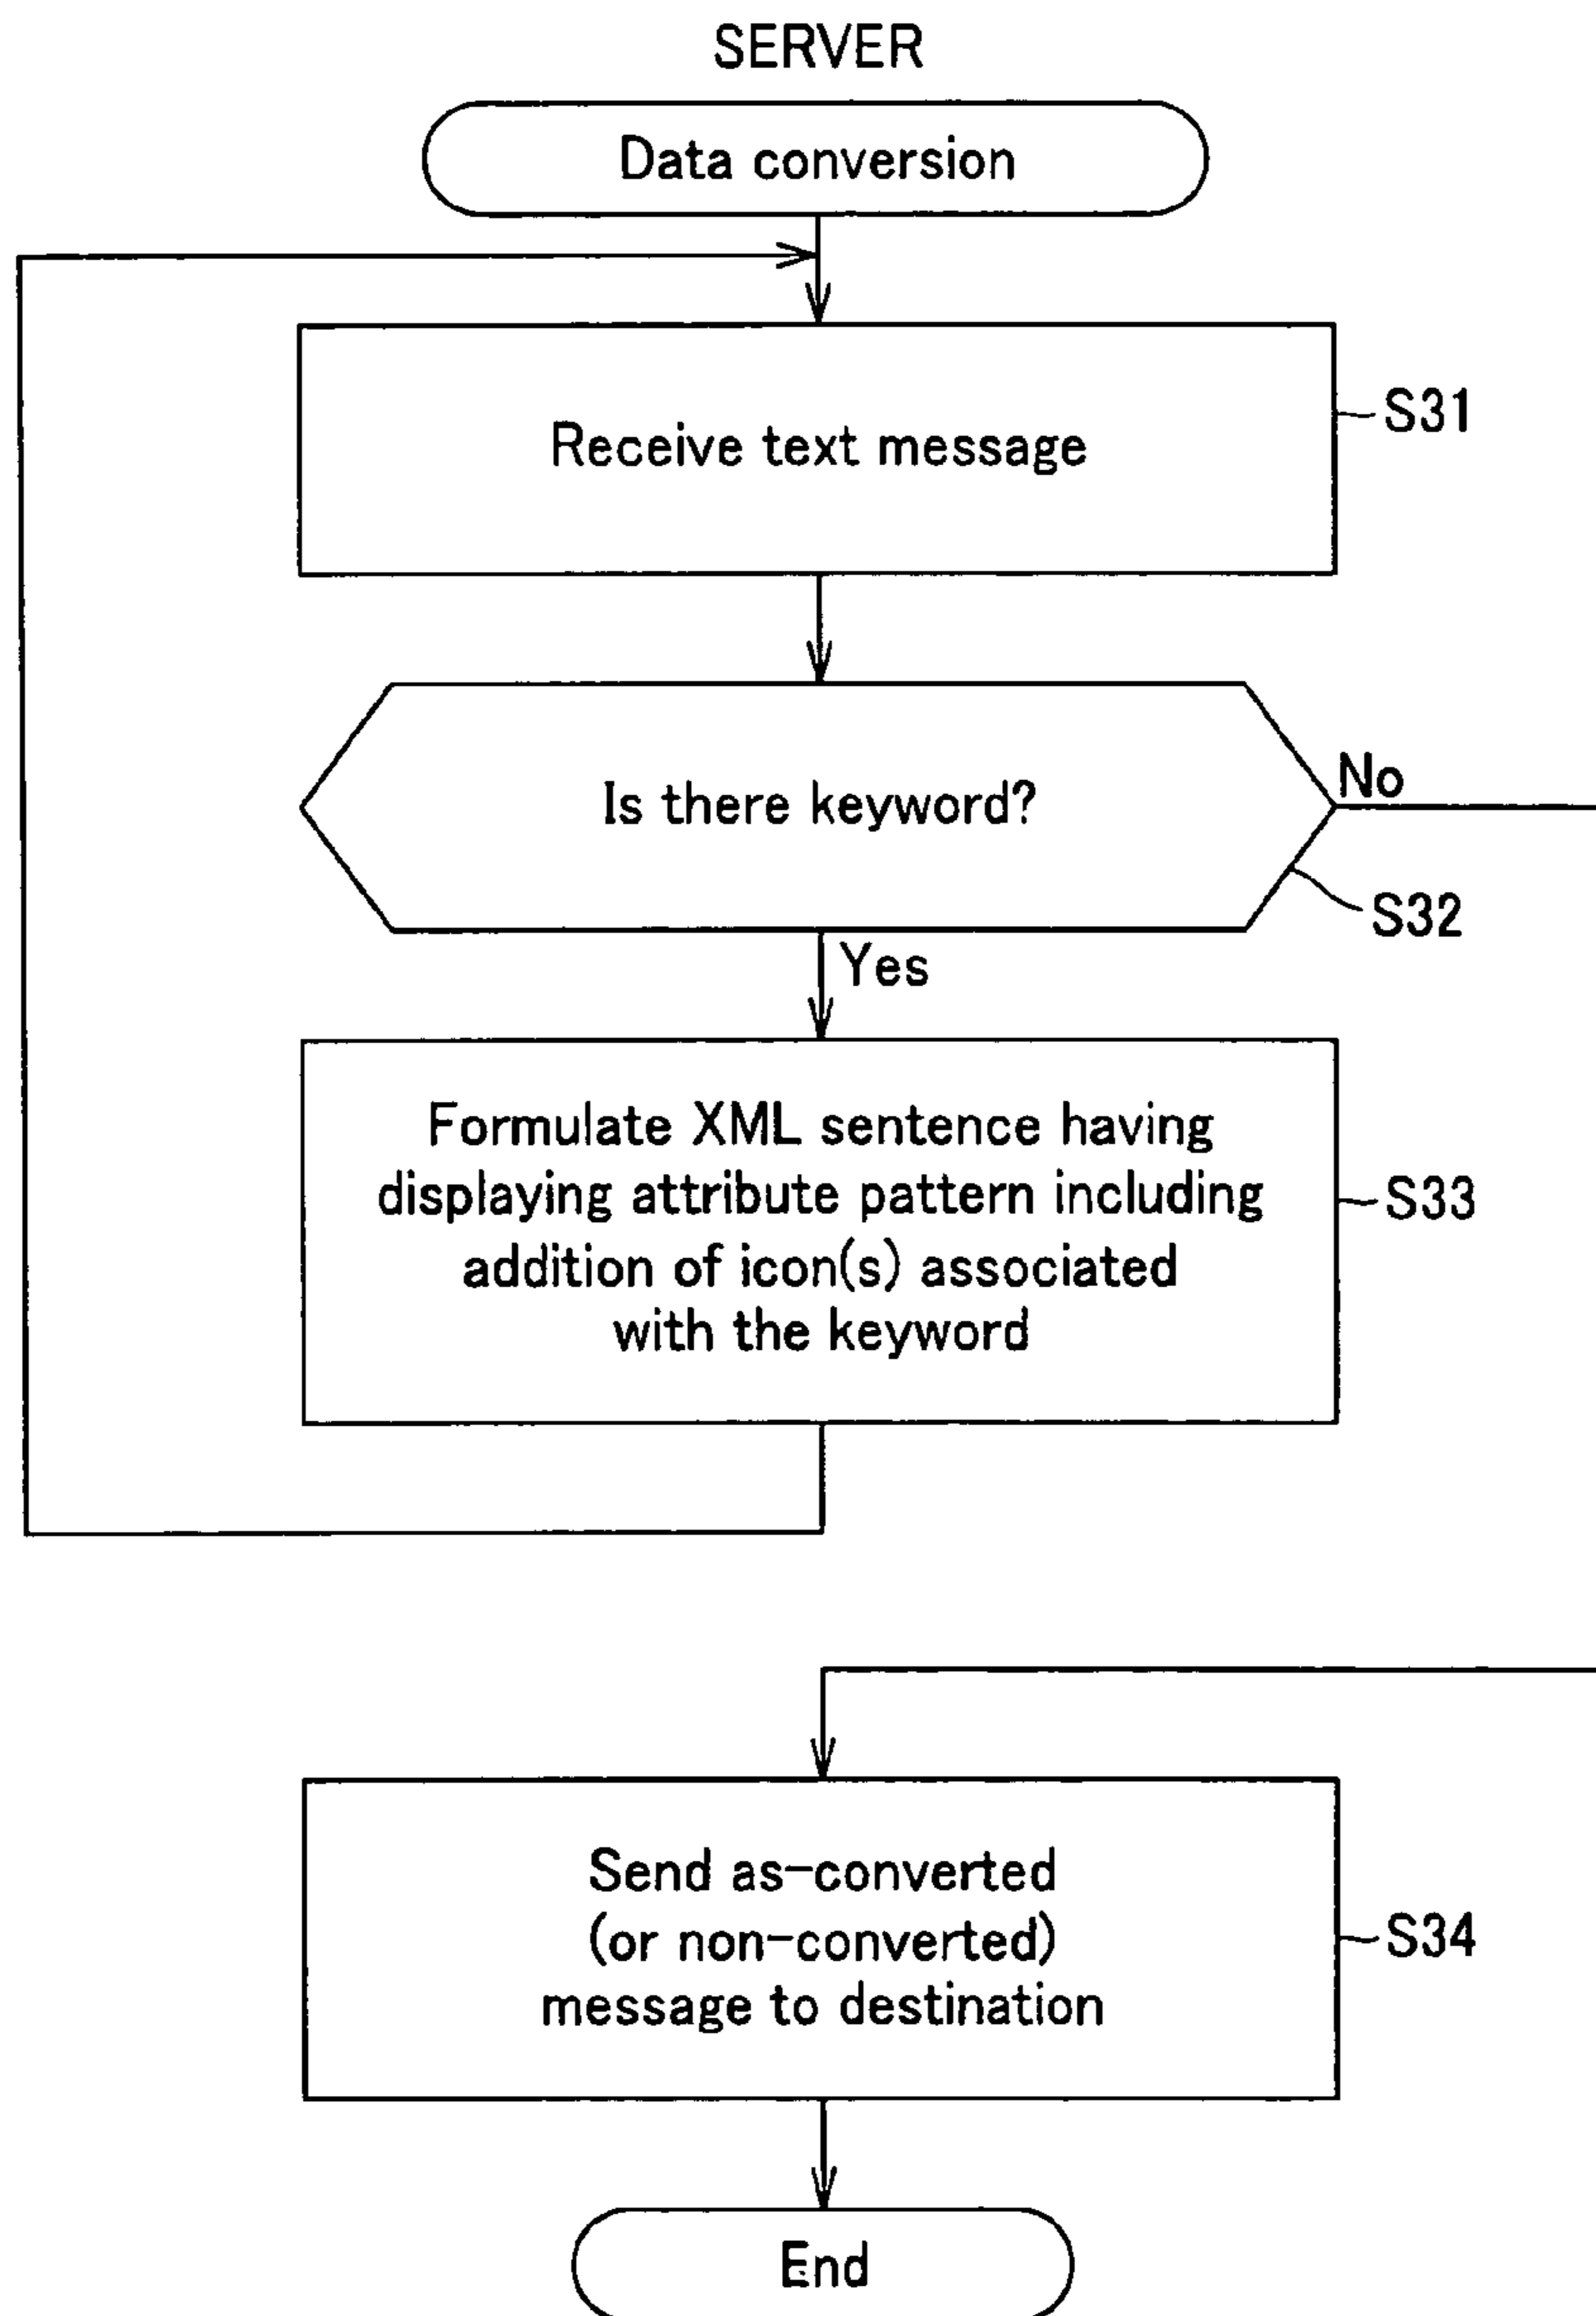 SERVER
Data conversion
Receive text message
S31
Is there keyword?
No
S32
Yes
Formulate XML sentence having
displaying attribute pattern including
addition of icon(s) associated
with the keyword
S33
Send as-converted
(or non-converted)
message to destination
S34
End